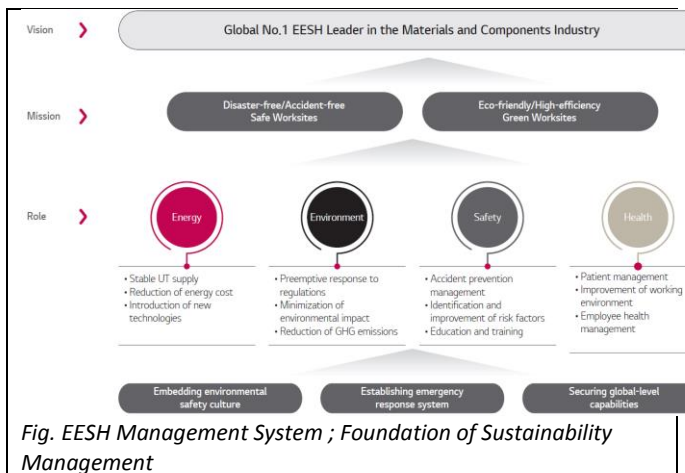 Vision
Global No.1 EESH Leader in the Materials and Components Industry
Mission
Disaster-free/Accident-free
Safe Worksites
Eco-friendly/High-efficiency
Green Worksites
Role
Energy
• Stable UT supply
• Reduction of energy cost
• Introduction of new
technologies
Environment
• Preemptive response to
regulations
• Minimization of
environmental impact
• Reduction of GHG emissions
Safety
• Accident prevention
management
• Identification and
improvement of risk factors
• Education and training
Health
• Patient management
• Improvement of working
environment
• Employee health
management
Embedding environmental
safety culture
Establishing emergency
response system
Securing global-level
capabilities
Fig. EESH Management System ; Foundation of Sustainability
Management